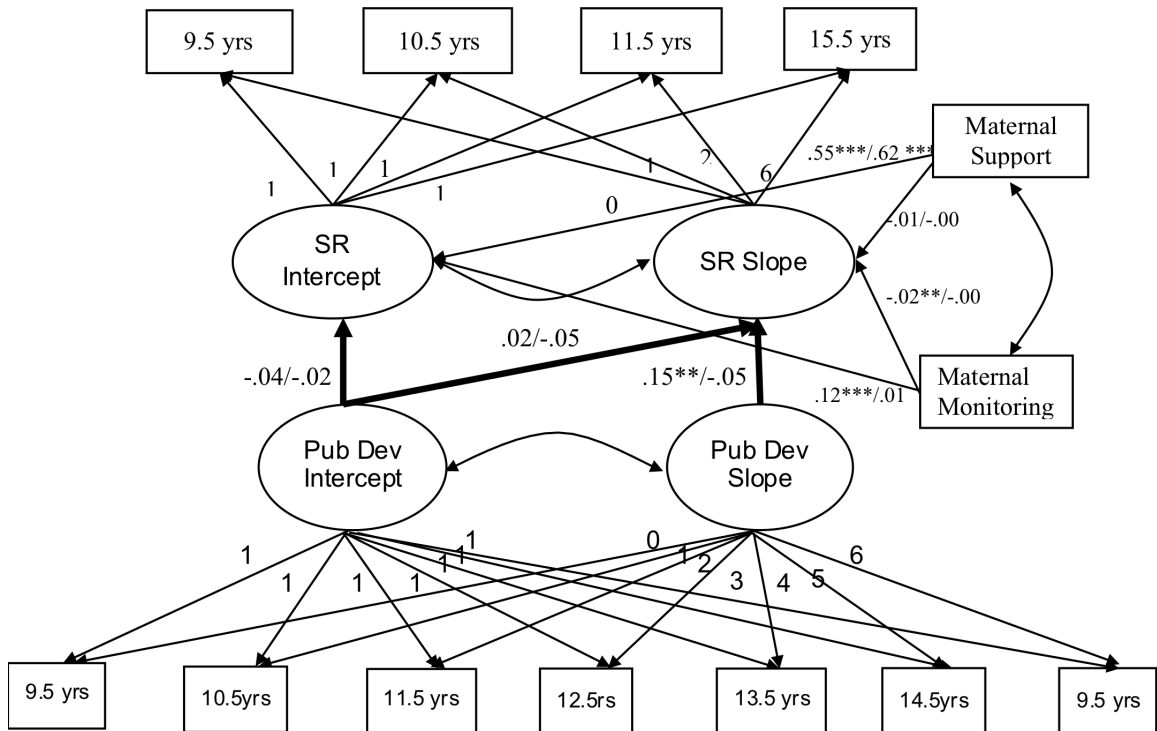 9.5 yrs
10.5 yrs
11.5 yrs
15.5 yrs
Maternal
Support
.55***/.62 ***
1
1
1
1
1
2
6
0
-.01/-.00
SR
Intercept
SR Slope
-.02**/-.00
.02/-.05
-.04/-.02
.15**/-.05
.12***/.01
Maternal
Monitoring
Pub Dev
Intercept
Pub Dev
Slope
1
1
1
1
1
1
1
0
1
2
3
4
5
6
9.5 yrs
10.5yrs
11.5 yrs
12.5rs
13.5 yrs
14.5yrs
9.5 yrs